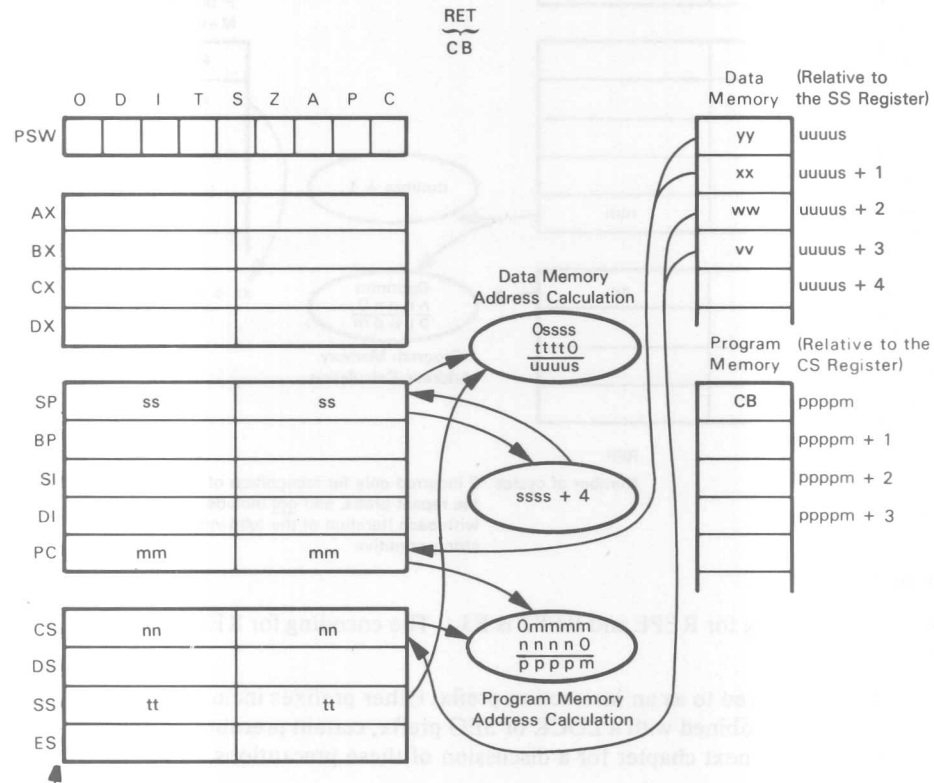 RET
CB
Data Memory
(Relative to the SS Register)
O D I T S Z A P C
PSW
yy uuuus
xx uuuus + 1
ww uuuus + 2
vv uuuus + 3
uuuus + 4
AX
BX
CX
DX
Data Memory
Address Calculation
0ssss
tttt0
uuuus
Program Memory
(Relative to the CS Register)
SP ss ss
BP
SI
DI
PC mm mm
CB ppppm
ppppm + 1
ppppm + 2
ppppm + 3
ssss + 4
CS nn nn
DS
SS tt tt
ES
0mmmm
nnnn0
ppppm
Program Memory
Address Calculation